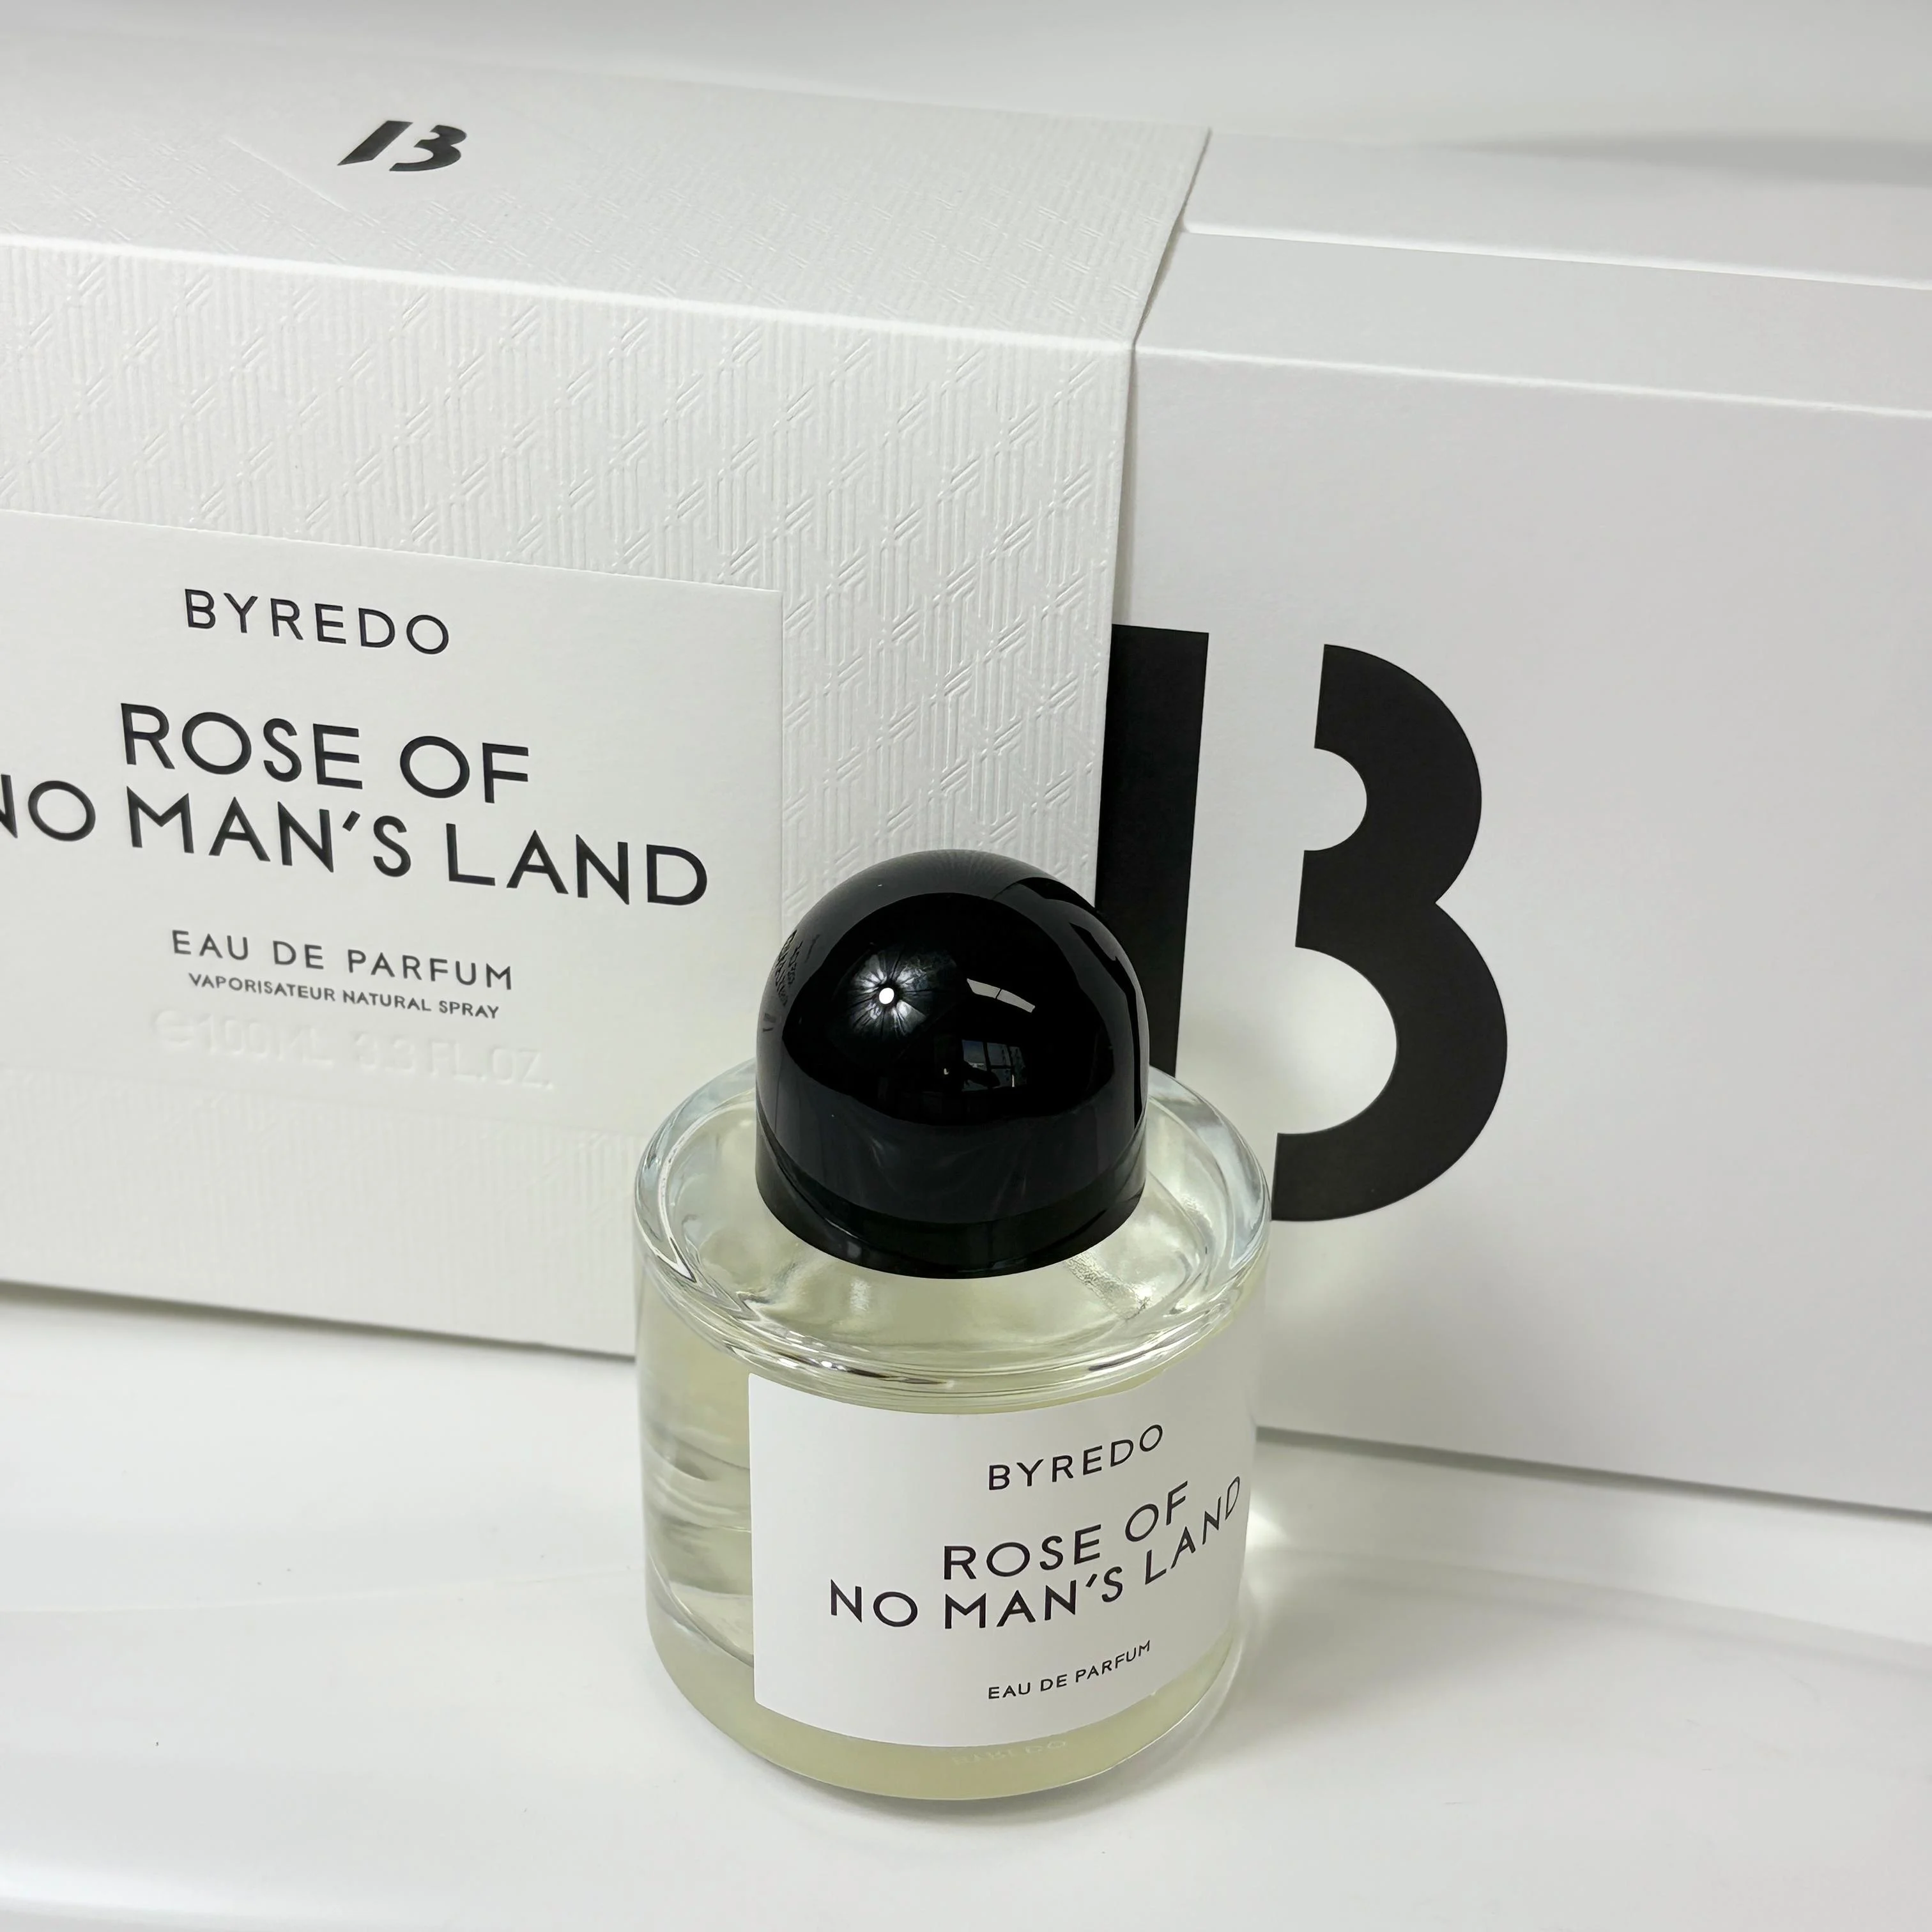 B
BYREDO
ROSE OF
NO MAN'S LAND
EAU DE PARFUM
VAPORISATEUR NATURAL SPRAY
℮100ML 3.3 FL.OZ.
B
BYREDO
ROSE OF
NO MAN'S LAND
EAU DE PARFUM
BYREDO